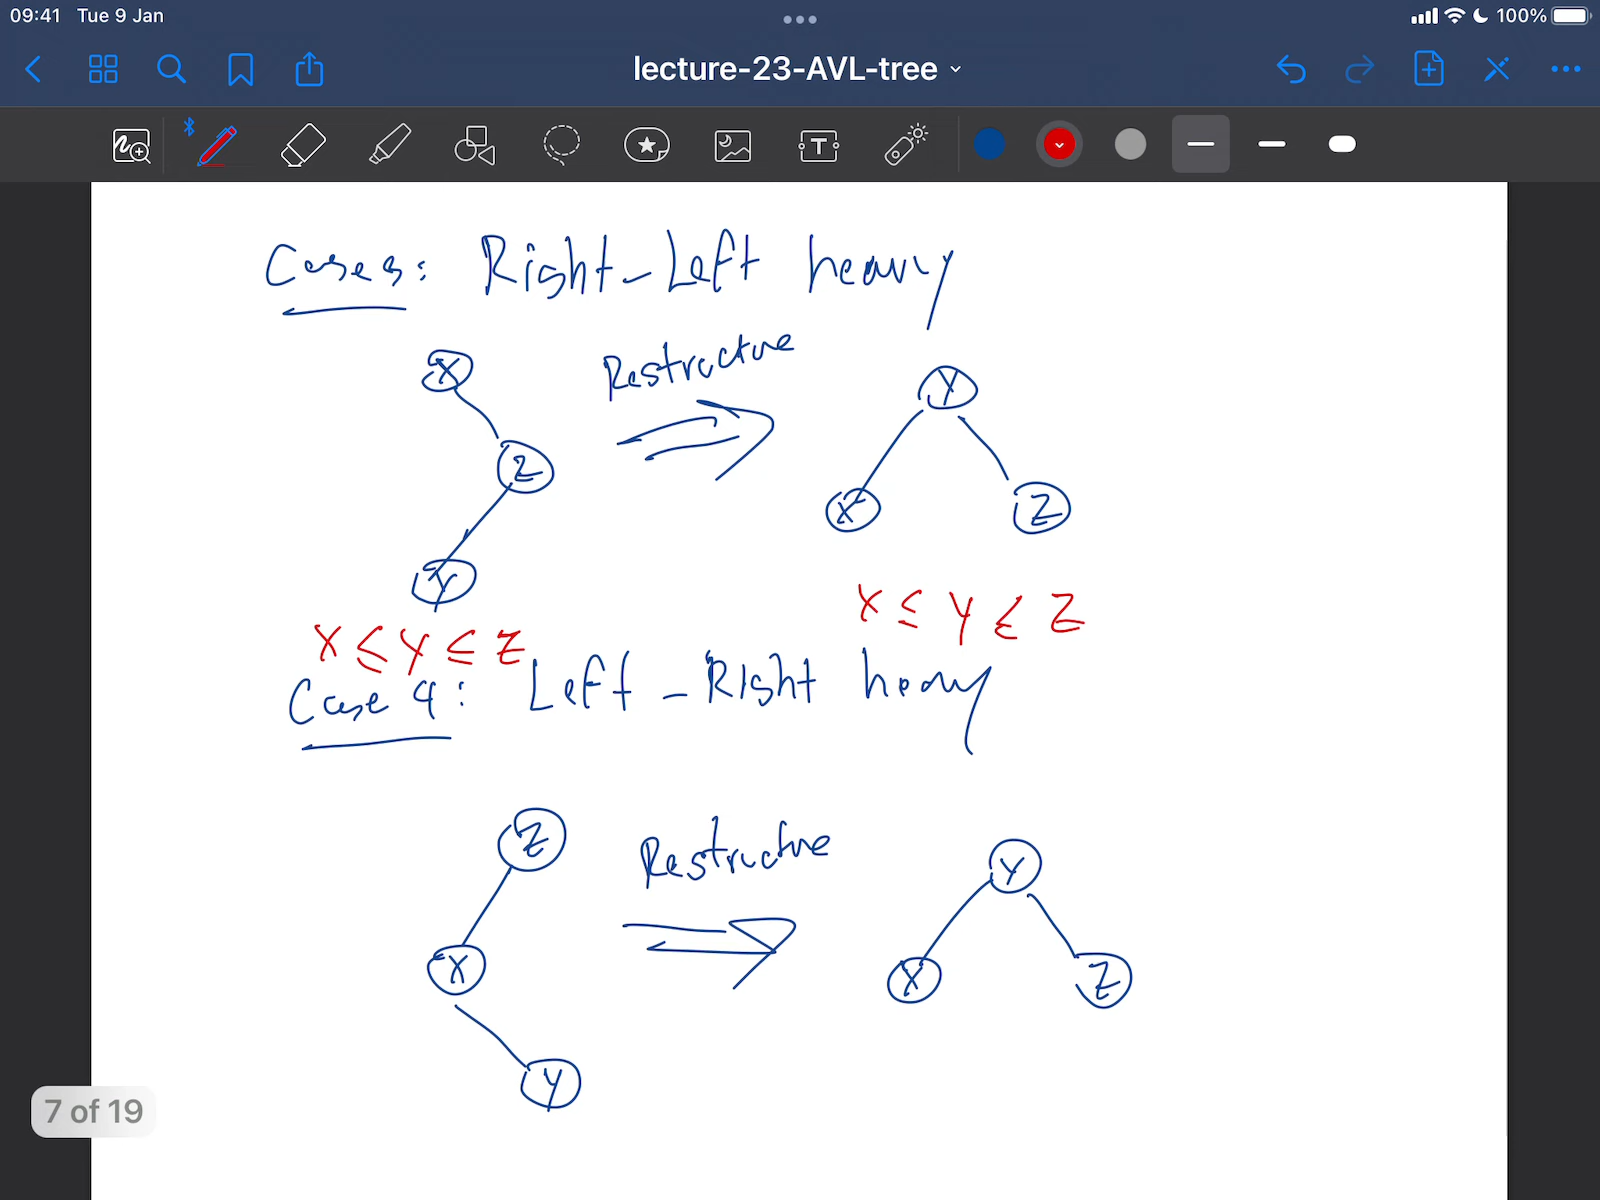 09:41 Tue 9 Jan
100%
lecture-23-AVL-tree
T
Case 3: Right-Left heavy
Restructure
X
Y
Z
X
Z
Y
X ≤ Y ≤ Z
X ≤ Y ≤ Z
Case 4: Left-Right heavy
Restructure
Z
Y
X
X
Z
Y
7 of 19